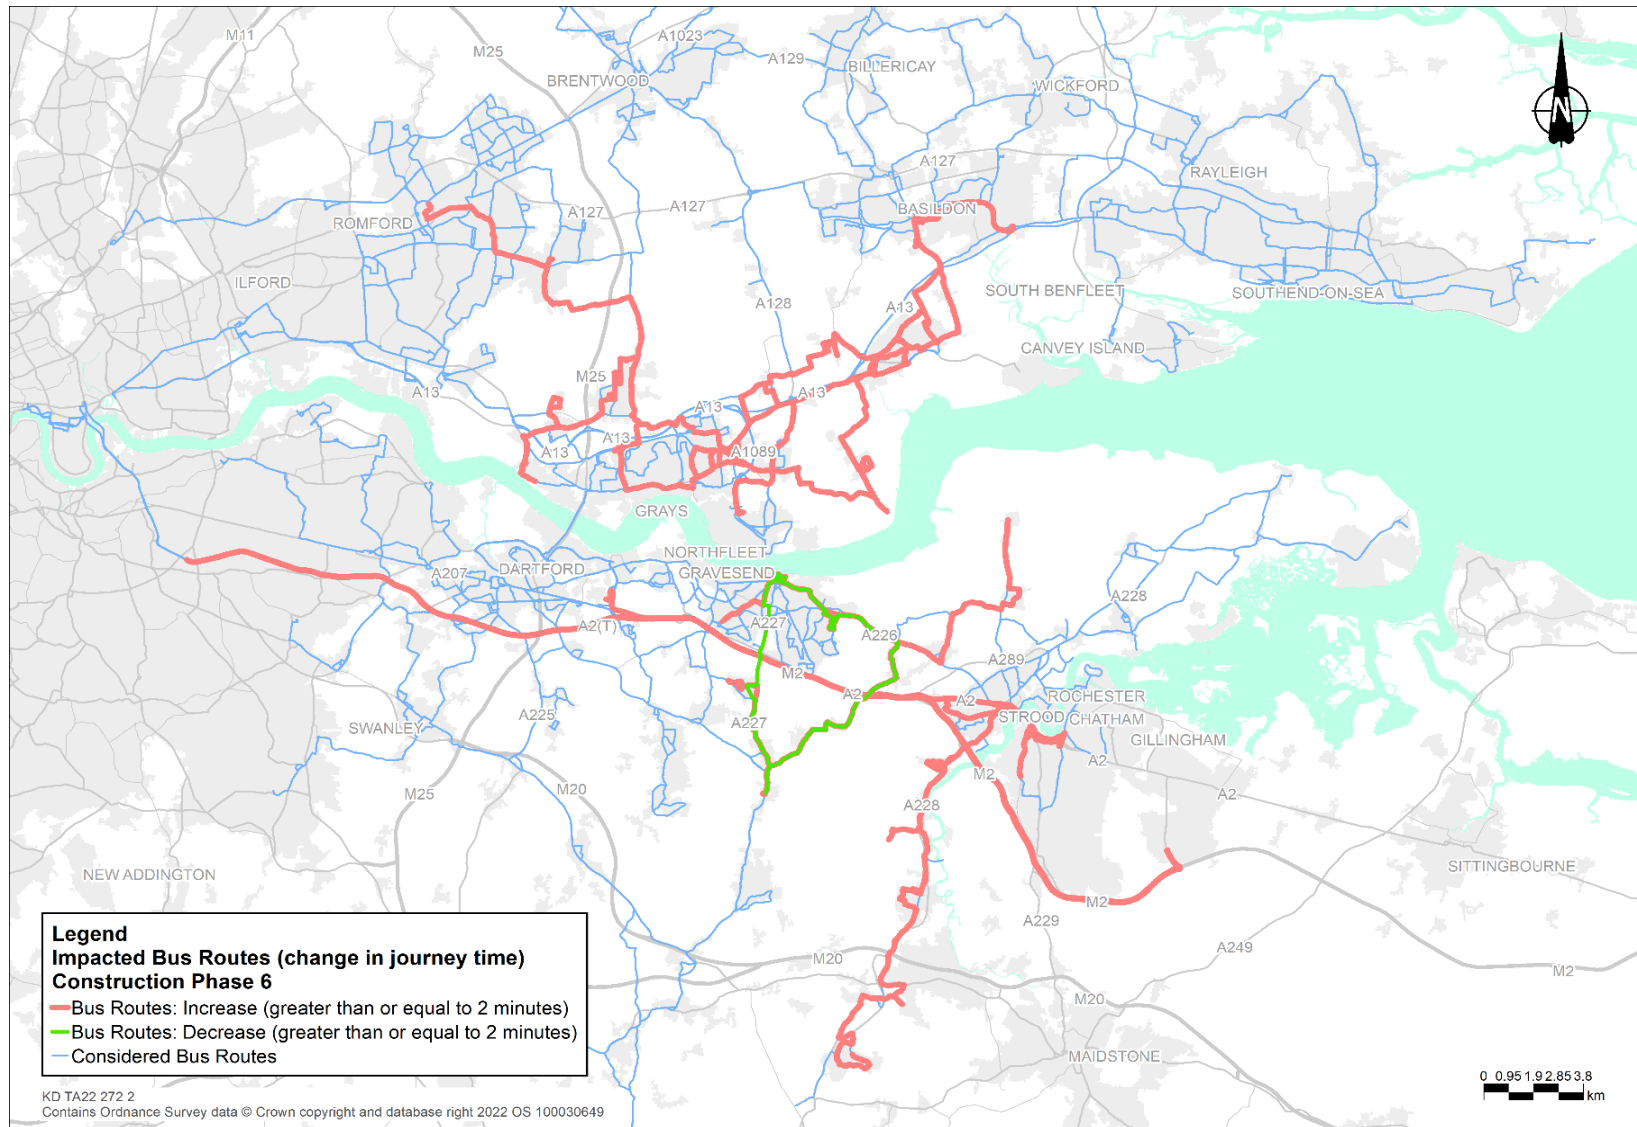 M11
M25
A1023
A129
BILLERICAY
BRENTWOOD
WICKFORD
N
A127
RAYLEIGH
A127
A127
BASILDON
ROMFORD
ILFORD
SOUTH BENFLEET
SOUTHEND-ON-SEA
A128
A13
CANVEY ISLAND
M25
A13
A13
A13
A13
A13
A1089
GRAYS
NORTHFLEET
GRAVESEND
DARTFORD
A207
A228
A2(T)
A227
A226
A289
M2
A2
A2
ROCHESTER
STROOD
CHATHAM
GILLINGHAM
A225
A227
SWANLEY
A2
M2
M25
M20
A228
A2
SITTINGBOURNE
NEW ADDINGTON
M2
A229
A249
M20
M2
M20
MAIDSTONE
Legend
Impacted Bus Routes (change in journey time)
Construction Phase 6
Bus Routes: Increase (greater than or equal to 2 minutes)
Bus Routes: Decrease (greater than or equal to 2 minutes)
Considered Bus Routes
0 0.95 1.9 2.85 3.8
km
KD TA22 272 2
Contains Ordnance Survey data © Crown copyright and database right 2022 OS 100030649